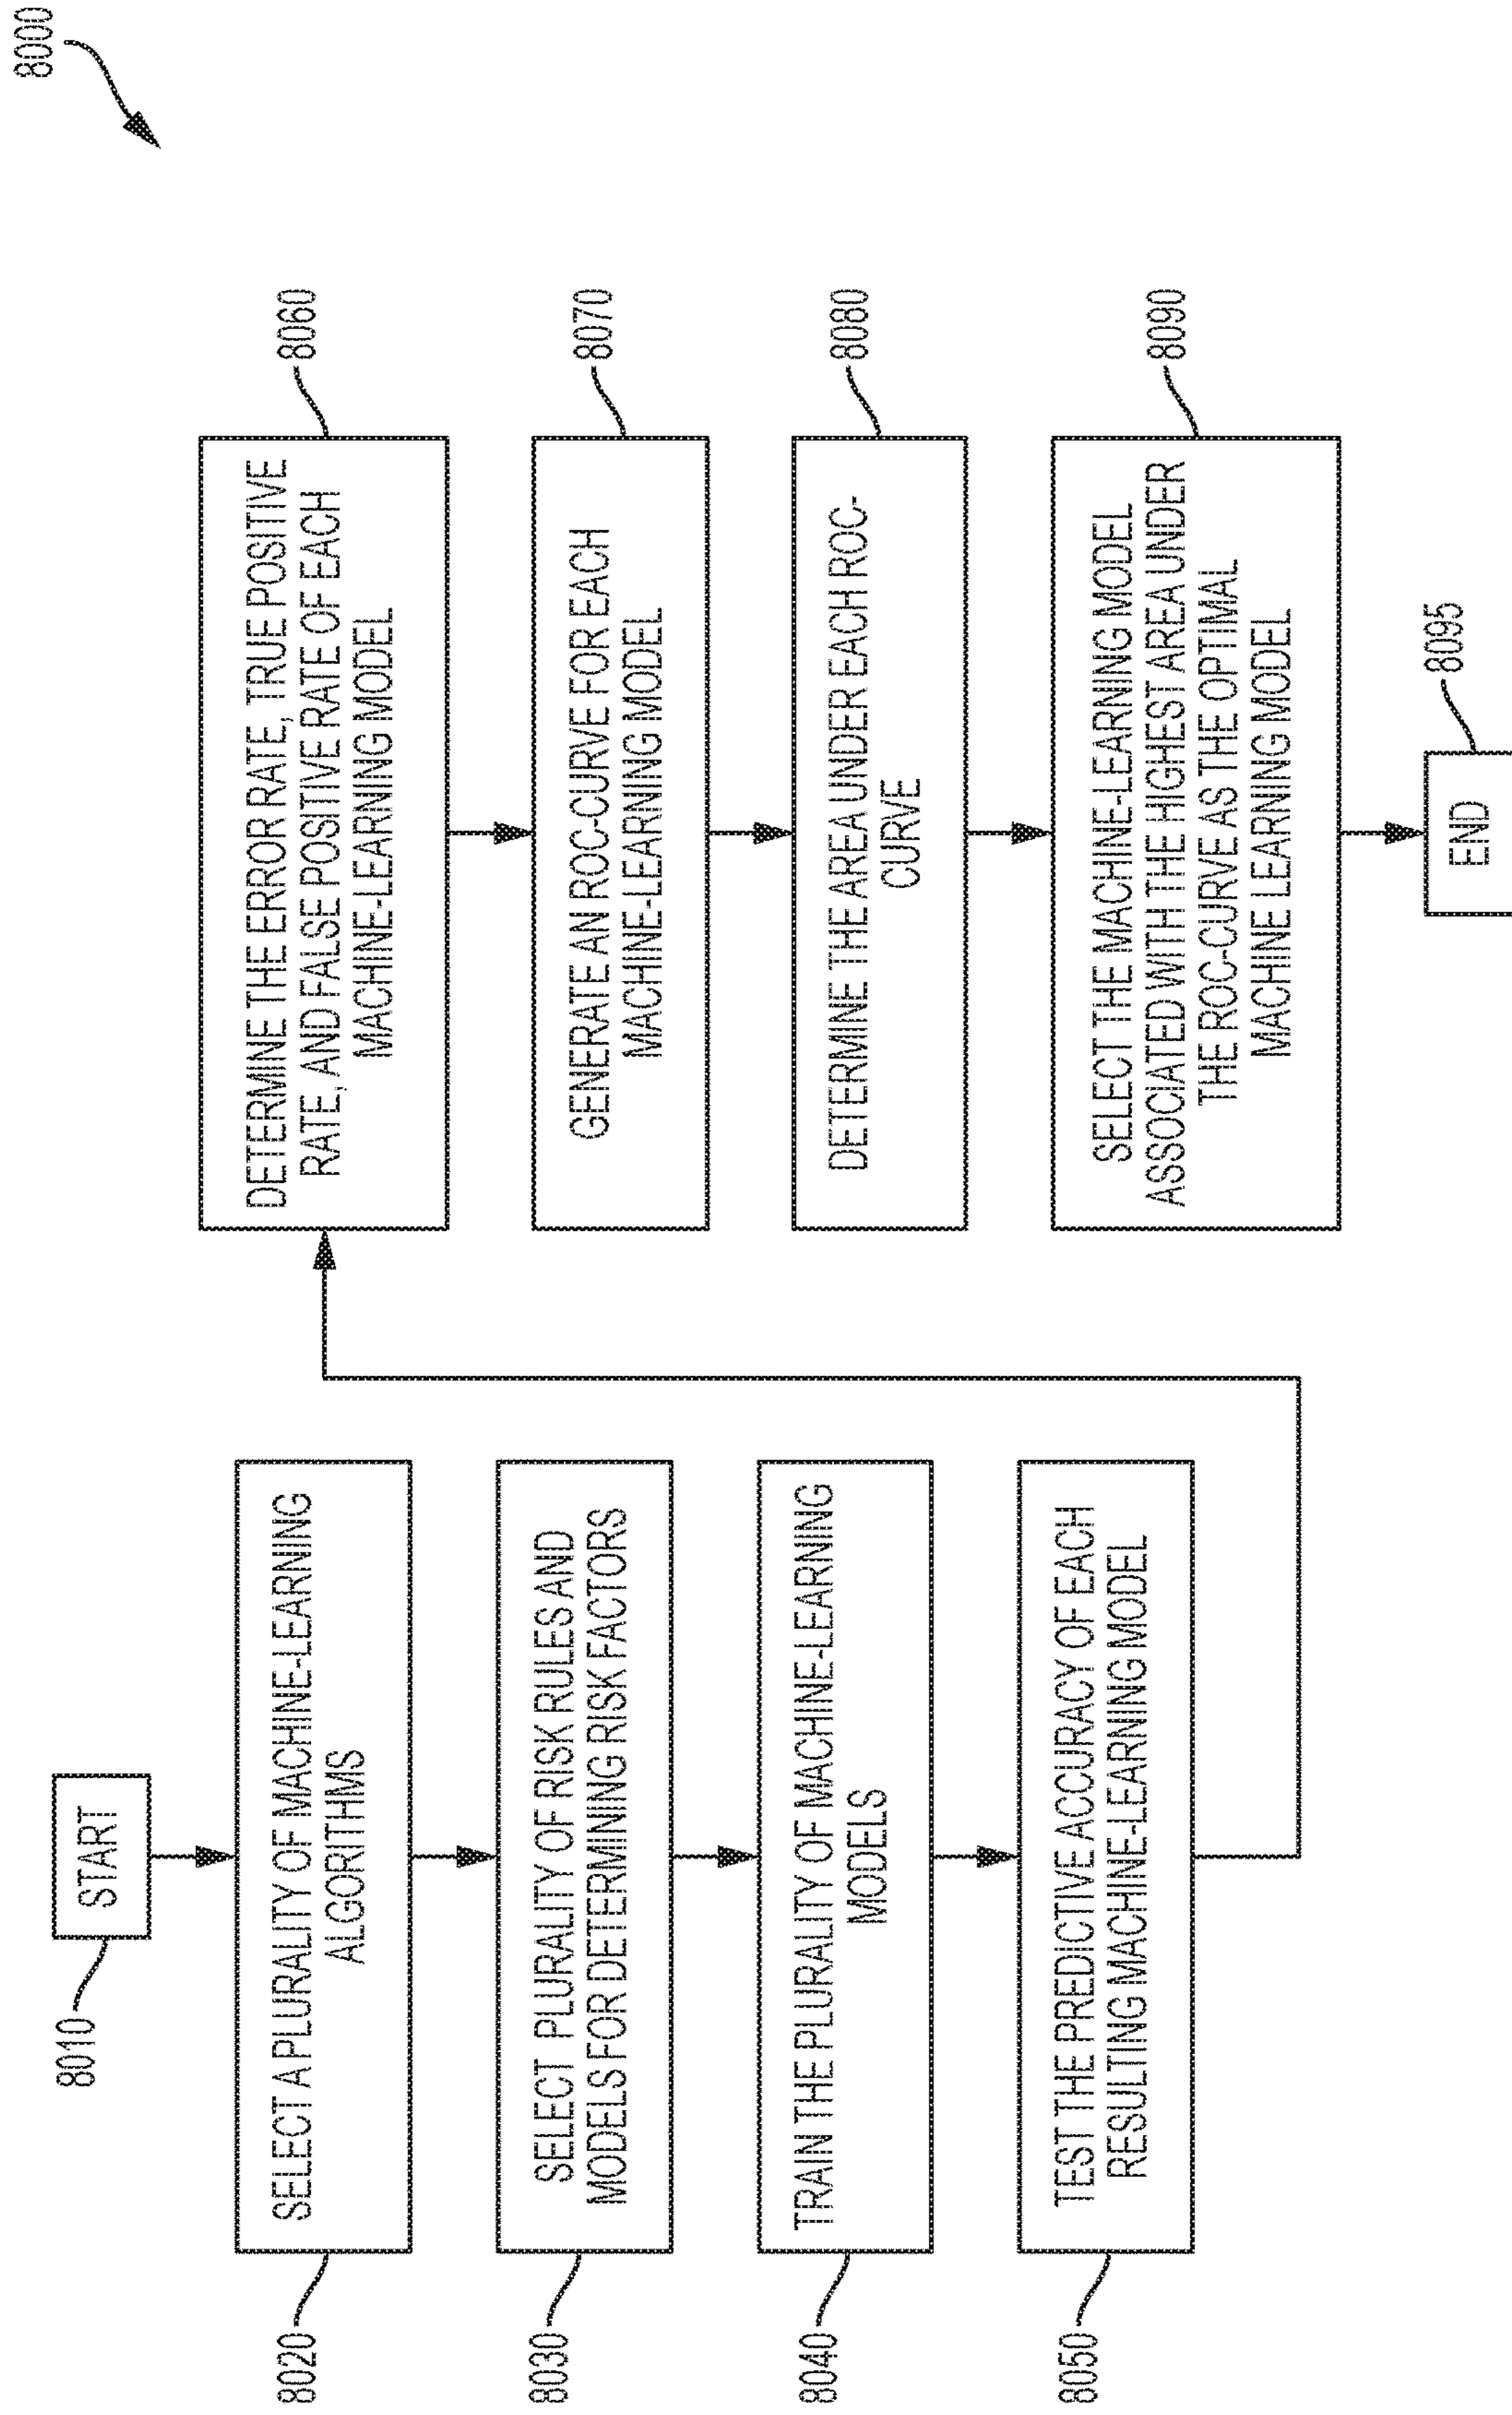 8000
START
8010
SELECT A PLURALITY OF MACHINE-LEARNING
ALGORITHMS
8020
SELECT PLURALITY OF RISK RULES AND
MODELS FOR DETERMINING RISK FACTORS
8030
TRAIN THE PLURALITY OF MACHINE-LEARNING
MODELS
8040
TEST THE PREDICTIVE ACCURACY OF EACH
RESULTING MACHINE-LEARNING MODEL
8050
DETERMINE THE ERROR RATE, TRUE POSITIVE
RATE, AND FALSE POSITIVE RATE OF EACH
MACHINE-LEARNING MODEL
8060
GENERATE AN ROC-CURVE FOR EACH
MACHINE-LEARNING MODEL
8070
DETERMINE THE AREA UNDER EACH ROC-
CURVE
8080
SELECT THE MACHINE-LEARNING MODEL
ASSOCIATED WITH THE HIGHEST AREA UNDER
THE ROC-CURVE AS THE OPTIMAL
MACHINE LEARNING MODEL
8090
END
8095